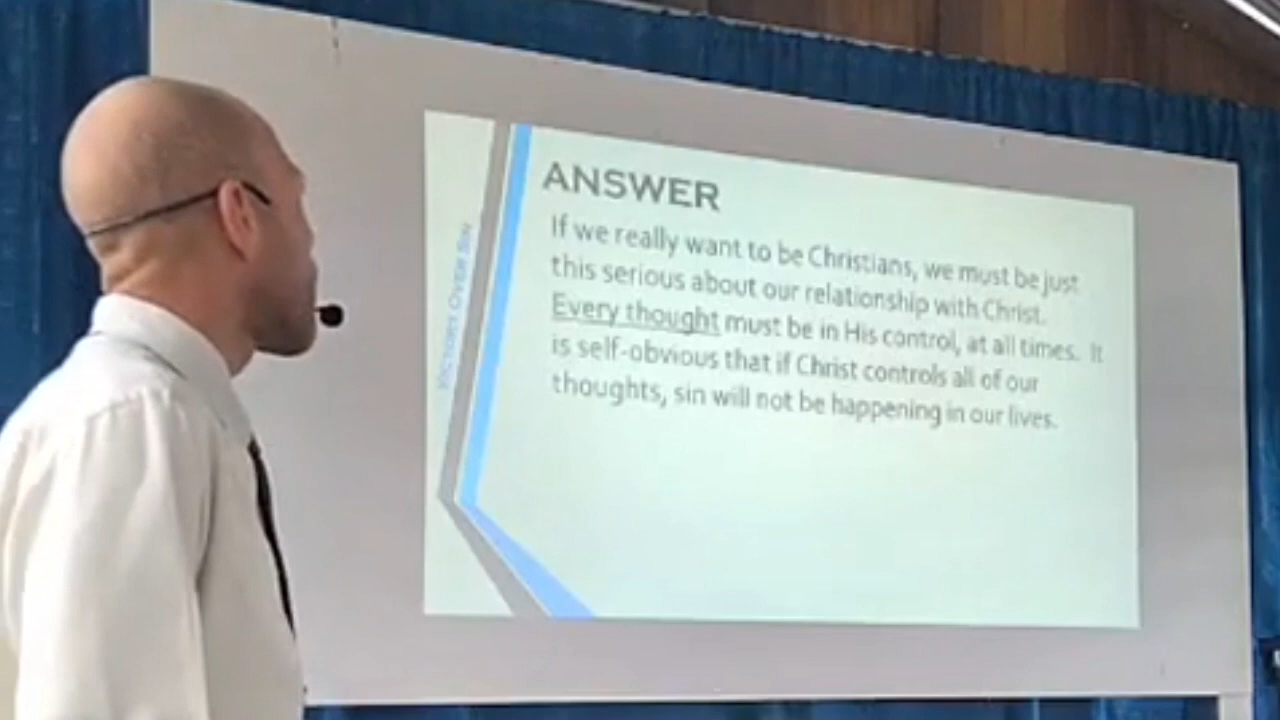 ANSWER
If we really want to be Christians, we must be just
this serious about our relationship with Christ.
Every thought must be in His control, at all times. It
is self-obvious that if Christ controls all of our
thoughts, sin will not be happening in our lives.
VICTORY OVER SIN